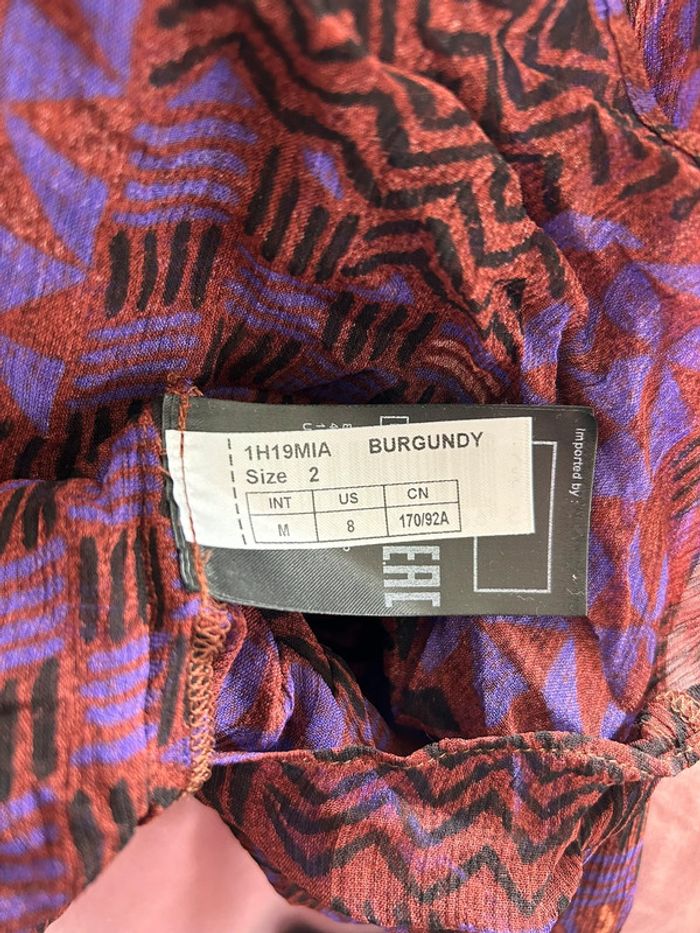 1H19MIA BURGUNDY
Size 2
INT US CN
M 8 170/92A
Imported by:
EAC